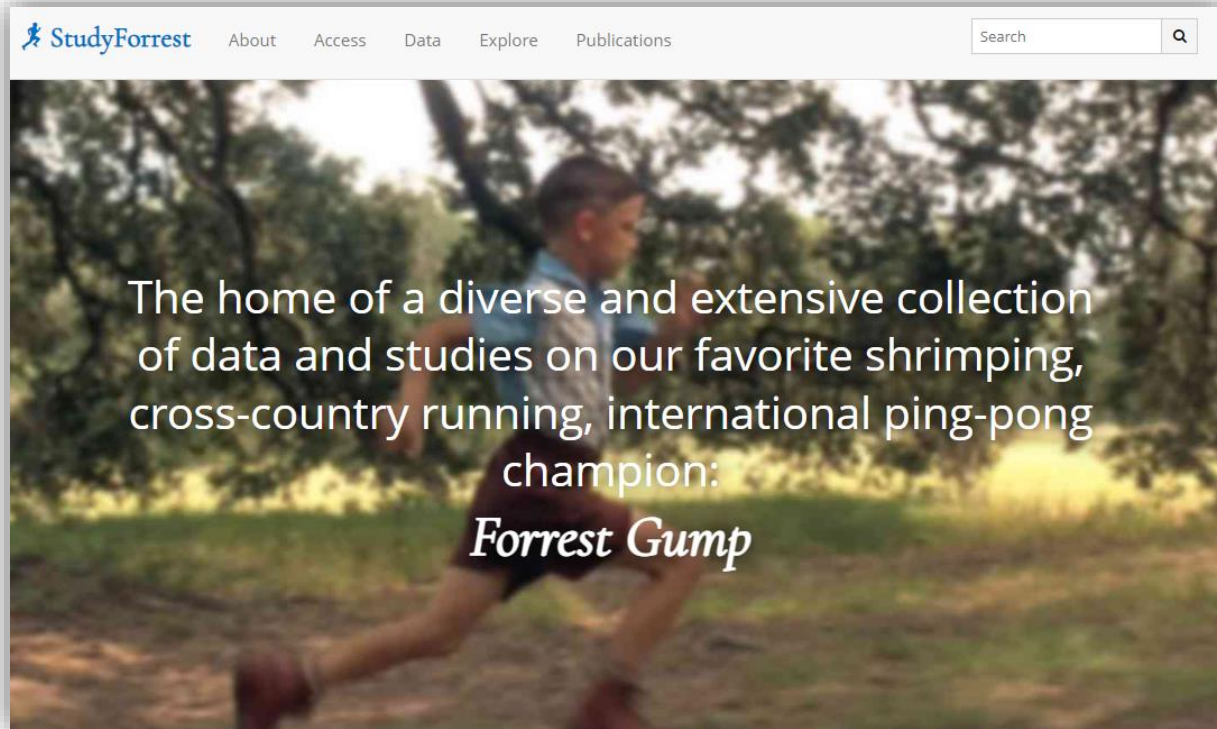 StudyForrest About Access Data Explore Publications Search
The home of a diverse and extensive collection
of data and studies on our favorite shrimping,
cross-country running, international ping-pong
champion:
Forrest Gump